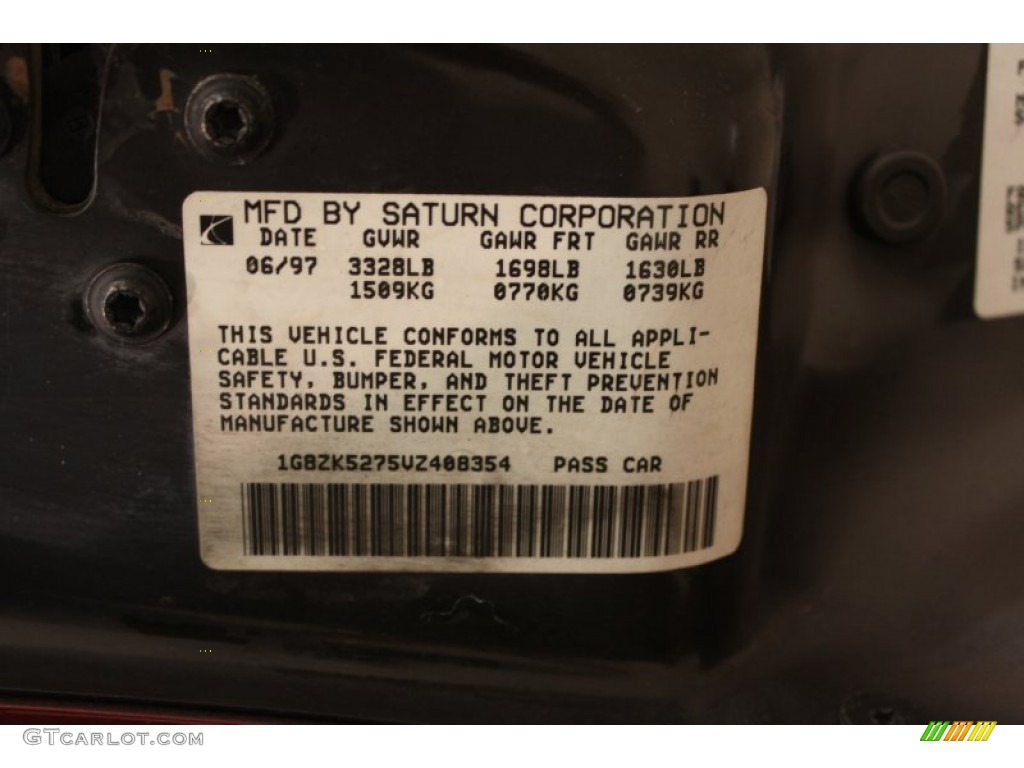 MFD BY SATURN CORPORATION
DATE GVWR GAWR FRT GAWR RR
06/97 3328LB 1698LB 1630LB
1509KG 0770KG 0739KG
THIS VEHICLE CONFORMS TO ALL APPLI-
CABLE U.S. FEDERAL MOTOR VEHICLE
SAFETY, BUMPER, AND THEFT PREVENTION
STANDARDS IN EFFECT ON THE DATE OF
MANUFACTURE SHOWN ABOVE.
1G8ZK5275VZ408354 PASS CAR
GTCarlot.com